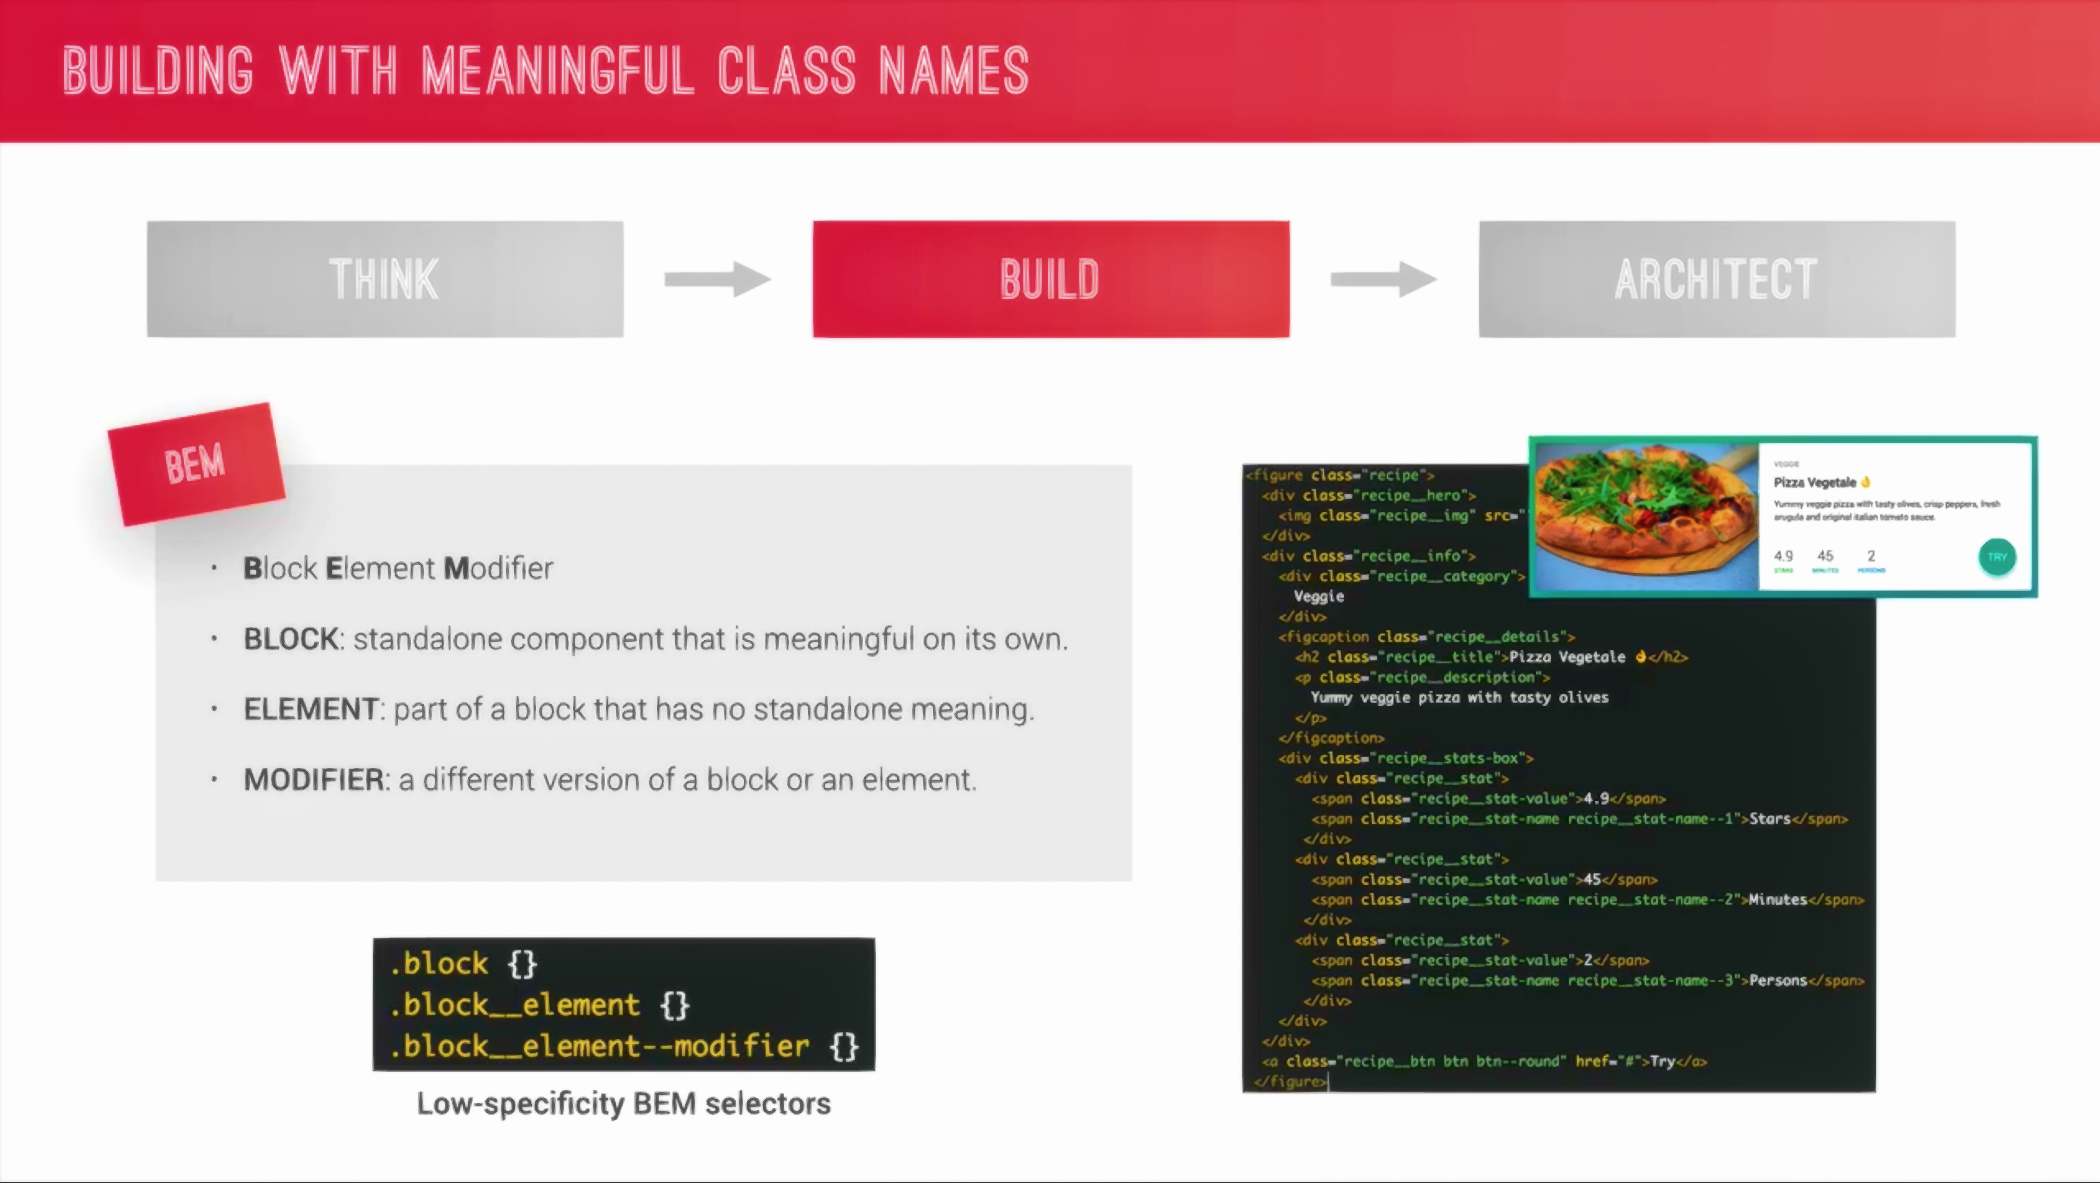 BUILDING WITH MEANINGFUL CLASS NAMES
THINK
BUILD
ARCHITECT
BEM
· Block Element Modifier
· BLOCK: standalone component that is meaningful on its own.
· ELEMENT: part of a block that has no standalone meaning.
· MODIFIER: a different version of a block or an element.
.block {}
.block__element {}
.block__element--modifier {}
Low-specificity BEM selectors
<figure class="recipe">
<div class="recipe__hero">
<img class="recipe__img" src="
</div>
<div class="recipe__info">
<div class="recipe__category">
Veggie
</div>
<figcaption class="recipe__details">
<h2 class="recipe__title">Pizza Vegetale 👌</h2>
<p class="recipe__description">
Yummy veggie pizza with tasty olives
</p>
</figcaption>
<div class="recipe__stats-box">
<div class="recipe__stat">
<span class="recipe__stat-value">4.9</span>
<span class="recipe__stat-name recipe__stat-name--1">Stars</span>
</div>
<div class="recipe__stat">
<span class="recipe__stat-value">45</span>
<span class="recipe__stat-name recipe__stat-name--2">Minutes</span>
</div>
<div class="recipe__stat">
<span class="recipe__stat-value">2</span>
<span class="recipe__stat-name recipe__stat-name--3">Persons</span>
</div>
</div>
</div>
<a class="recipe__btn btn btn--round" href="#">Try</a>
</figure>
VEGGIE
Pizza Vegetale 👌
Yummy veggie pizza with tasty olives, crisp peppers, fresh
arugula and original italian tomato sauce.
4.9 45 2
STARS MINUTES PERSONS
TRY